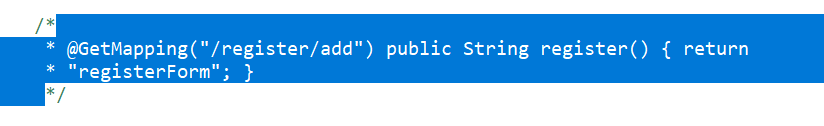 /*
* @GetMapping("/register/add") public String register() { return
* "registerForm"; }
*/